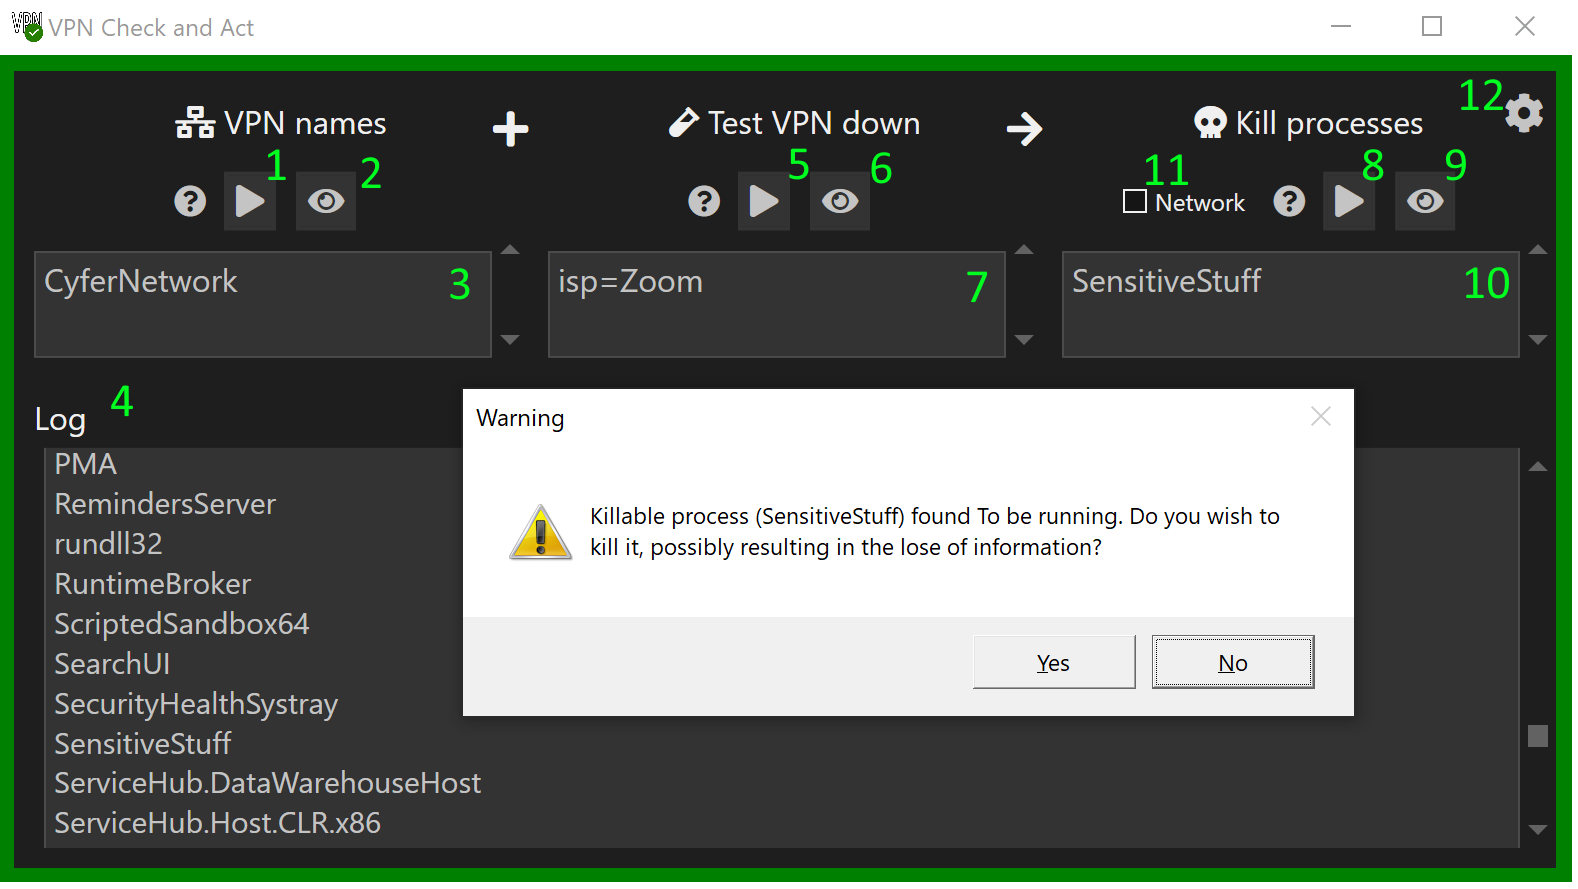 VPN
VPN Check and Act
VPN names
Test VPN down
Kill processes
12
1
2
5
6
11
8
9
Network
CyferNetwork
3
isp=Zoom
7
SensitiveStuff
10
Log
4
PMA
RemindersServer
rundll32
RuntimeBroker
ScriptedSandbox64
SearchUI
SecurityHealthSystray
SensitiveStuff
ServiceHub.DataWarehouseHost
ServiceHub.Host.CLR.x86
Warning
Killable process (SensitiveStuff) found To be running. Do you wish to
kill it, possibly resulting in the lose of information?
Yes
No